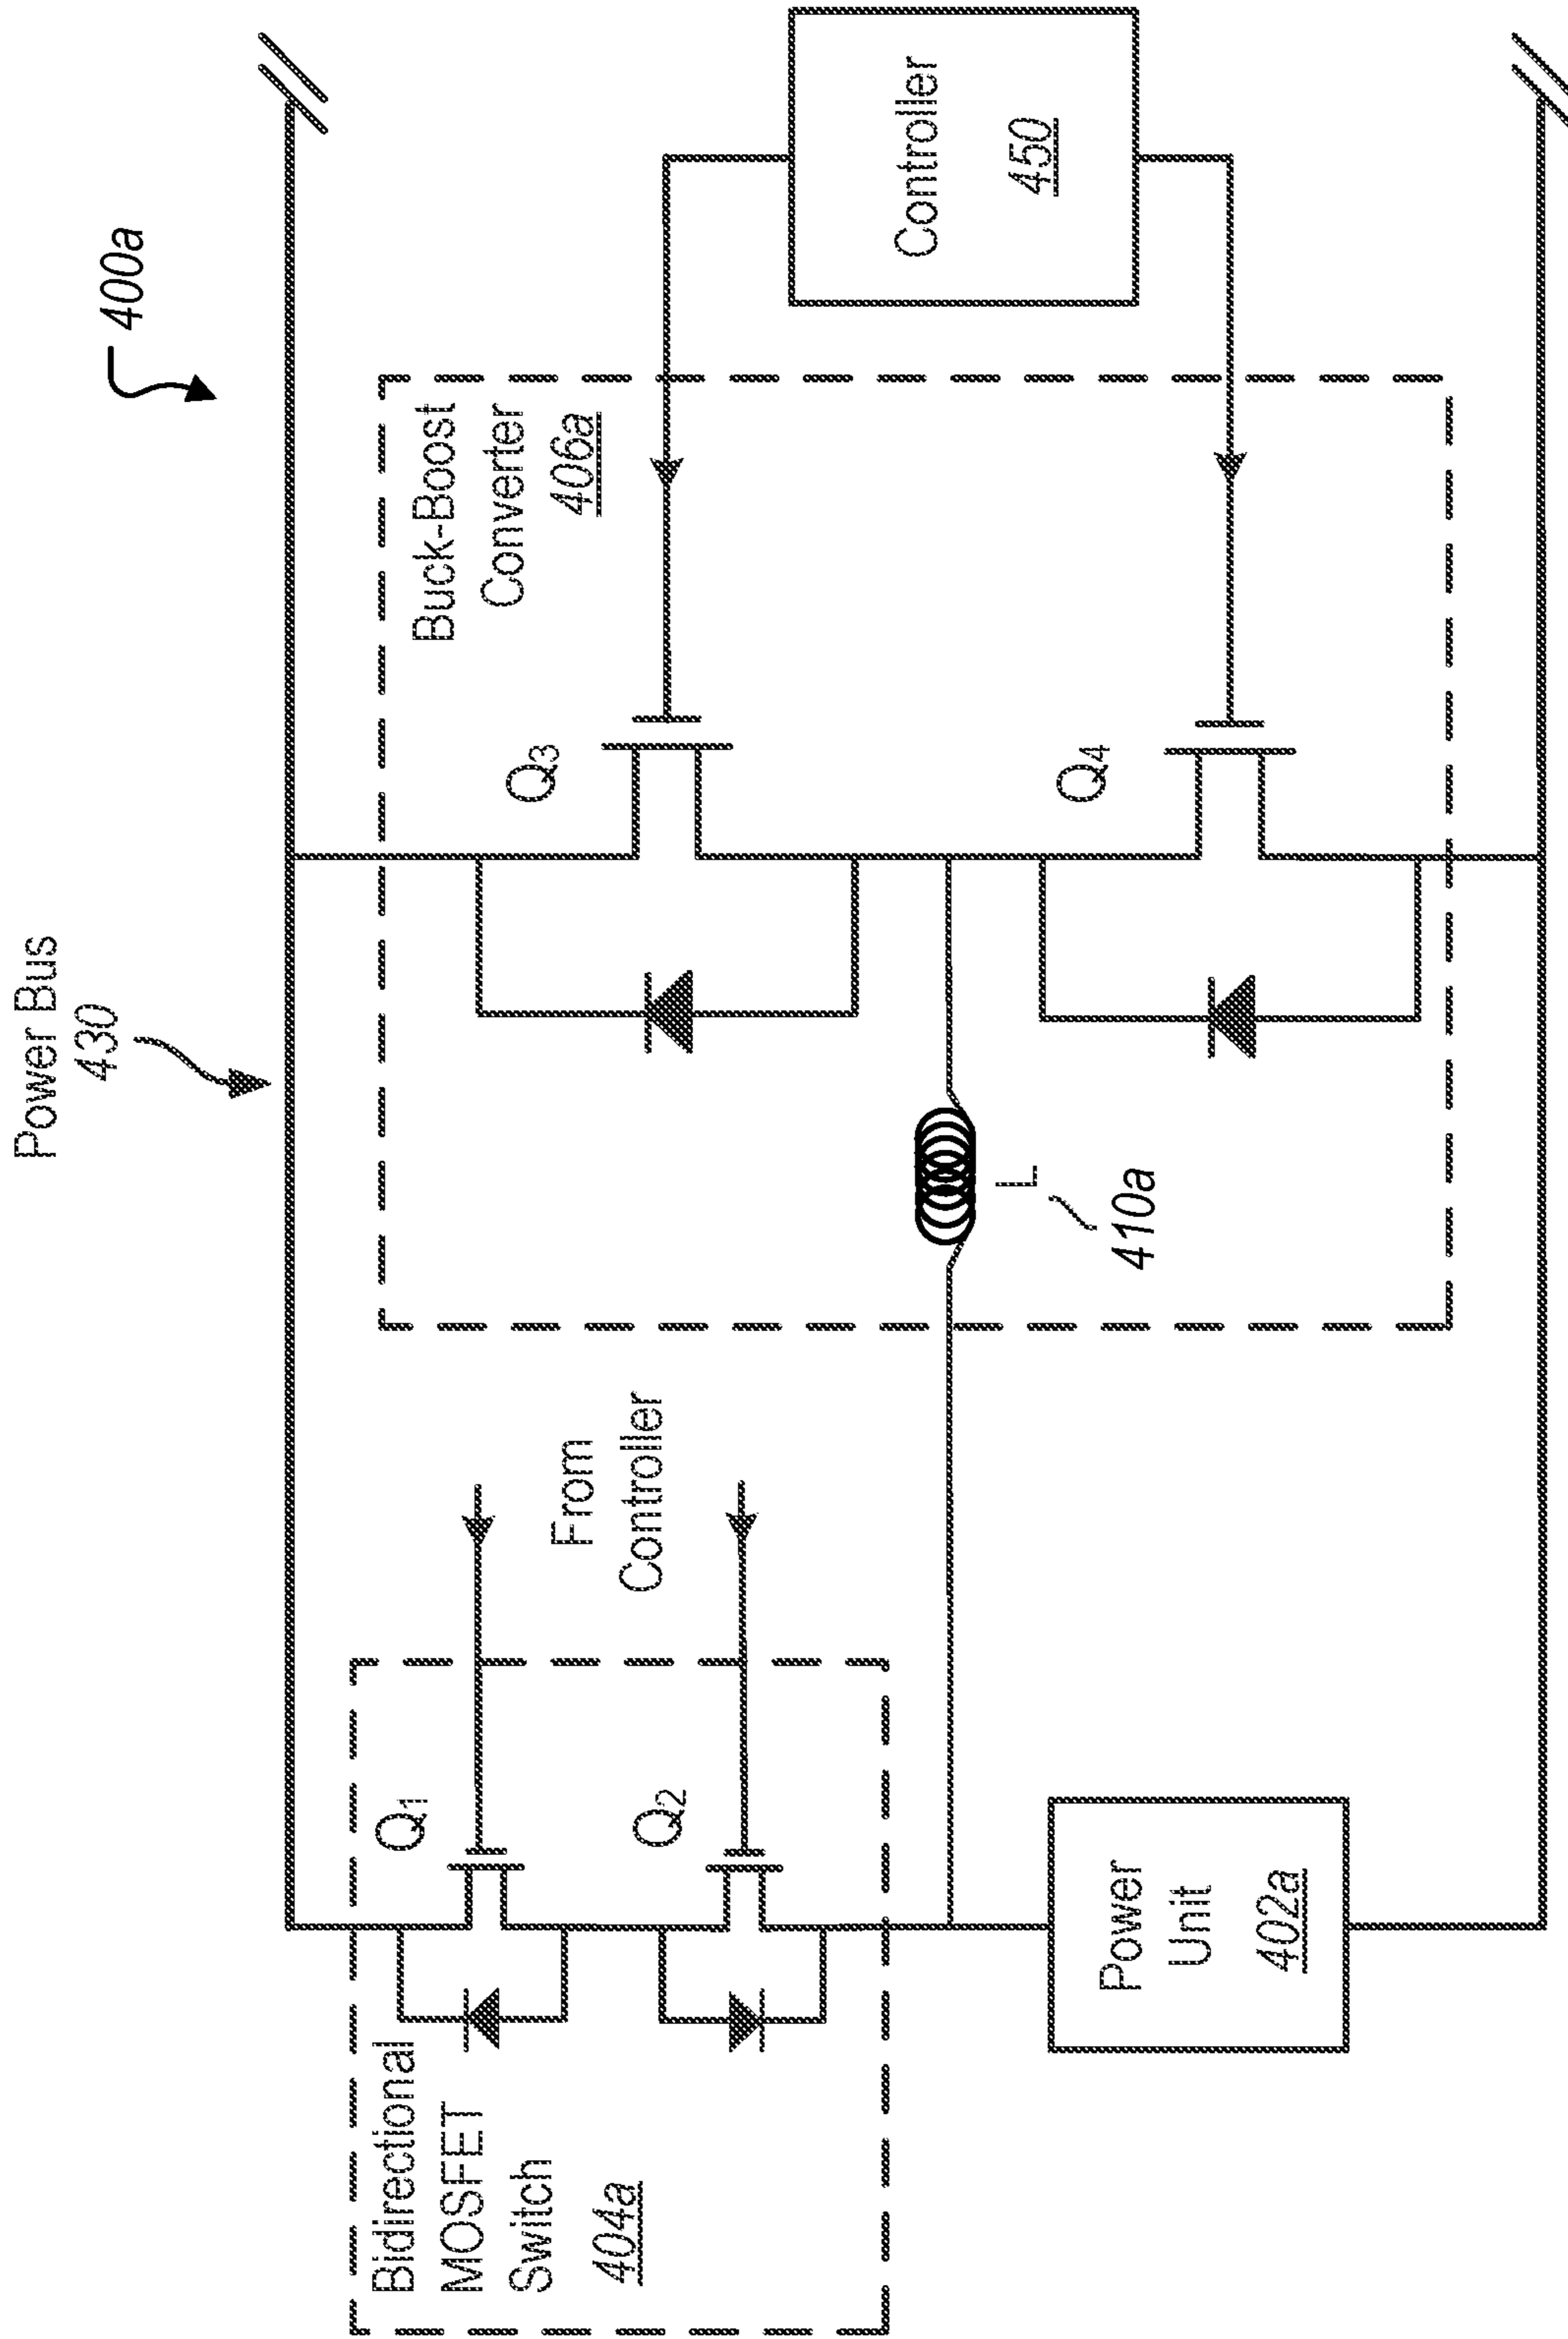 400a
Power Bus
430
Buck-Boost
Converter
406a
Controller
450
Q3
Q4
L
410a
From
Controller
Q1
Q2
Bidirectional
MOSFET
Switch
404a
Power
Unit
402a